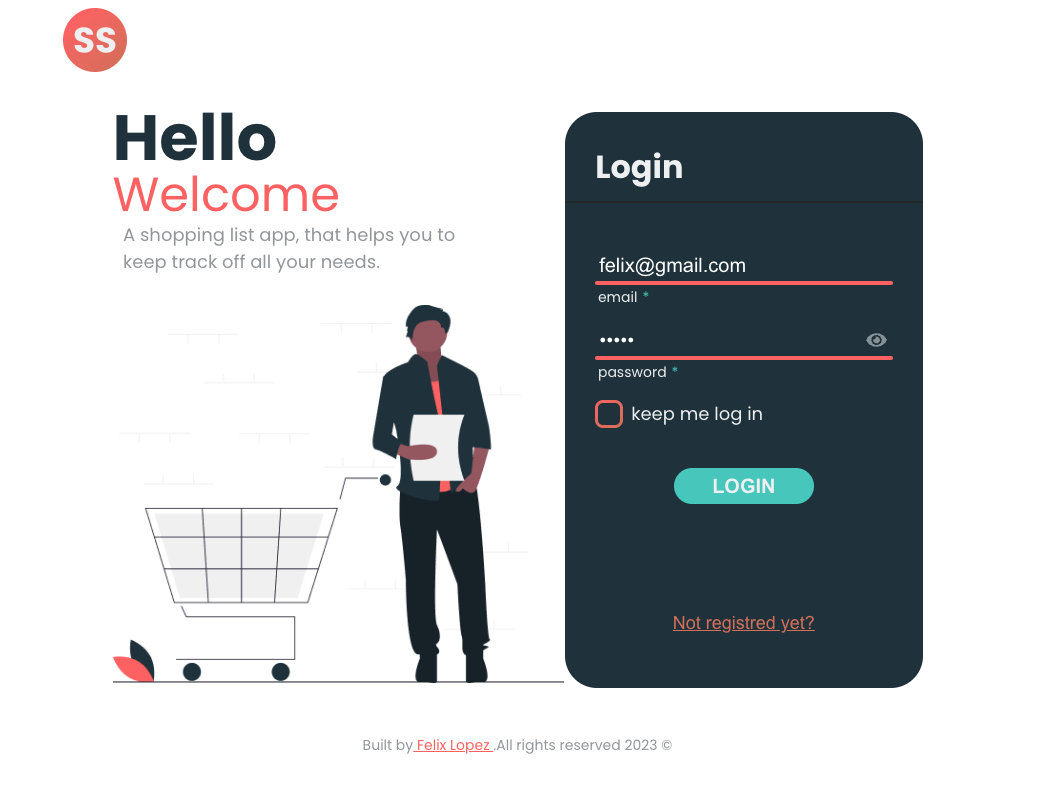 SS
Hello
Welcome
A shopping list app, that helps you to
keep track off all your needs.
Login
felix@gmail.com
email *
•••••
password *
keep me log in
LOGIN
Not registred yet?
Built by Felix Lopez .All rights reserved 2023 ©